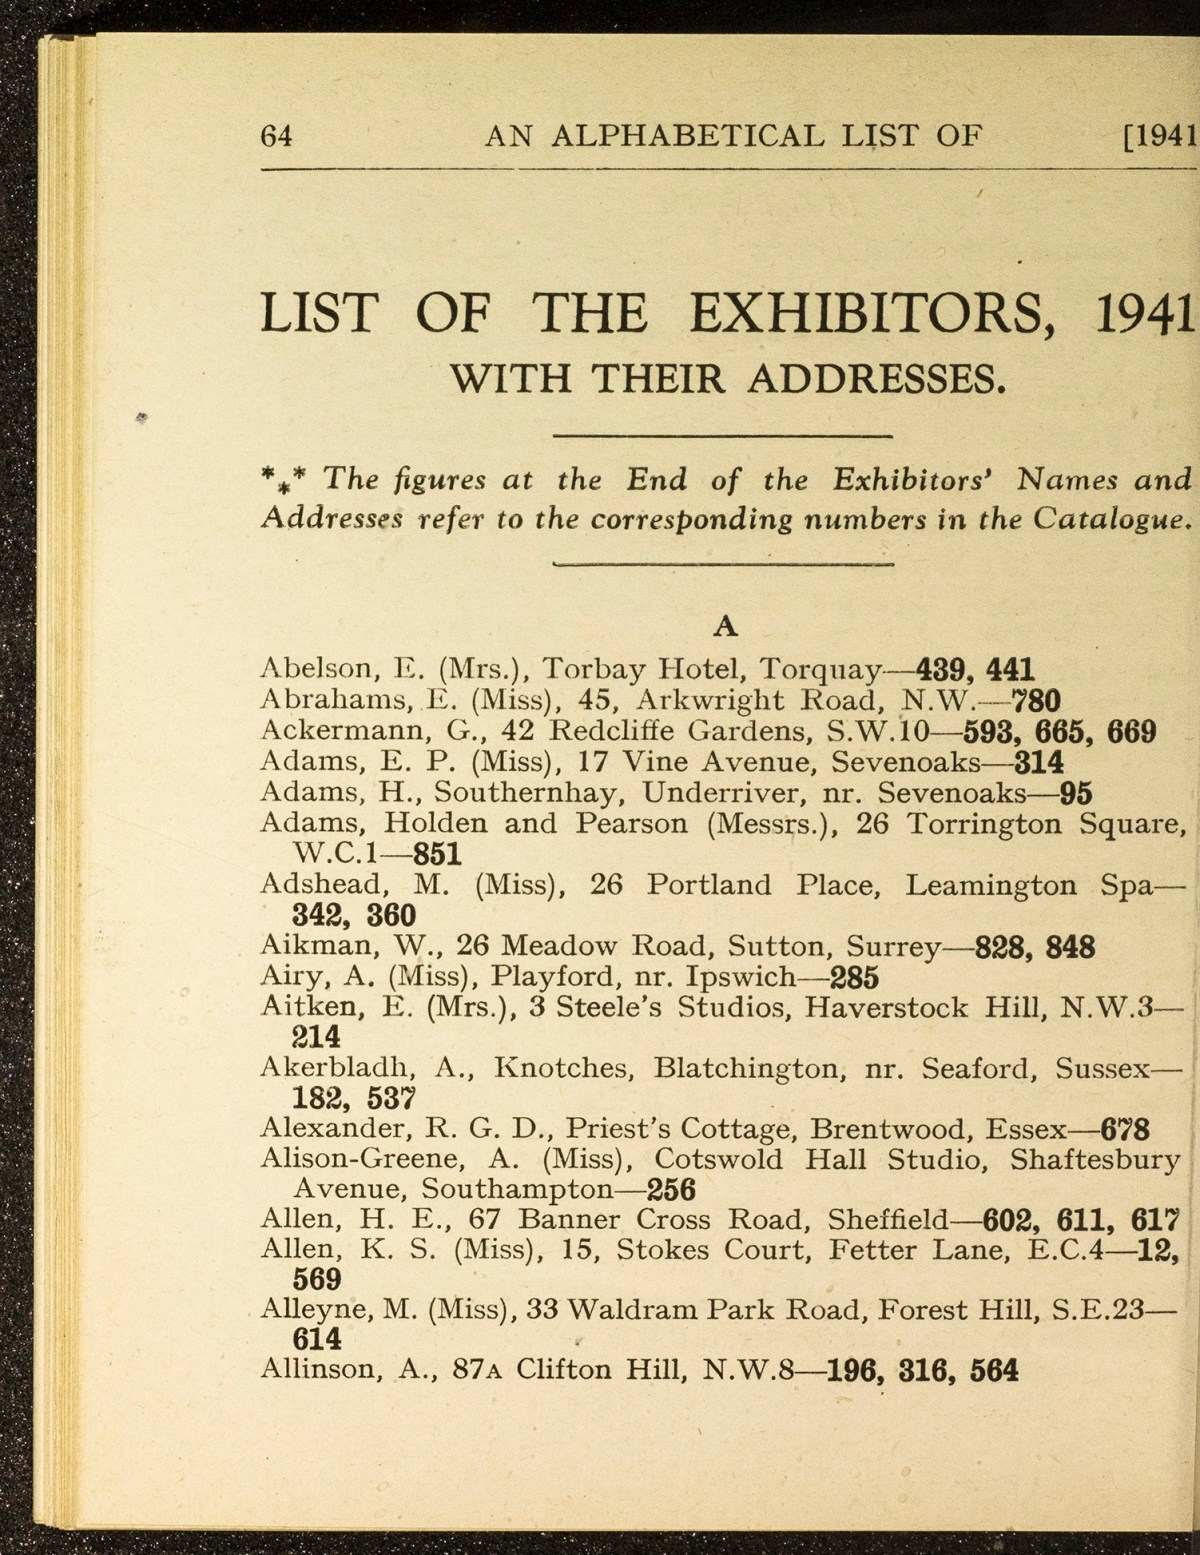 64 AN ALPHABETICAL LIST OF [1941
LIST OF THE EXHIBITORS, 1941
WITH THEIR ADDRESSES.
*⁎* The figures at the End of the Exhibitors' Names and
Addresses refer to the corresponding numbers in the Catalogue.
A
Abelson, E. (Mrs.), Torbay Hotel, Torquay—439, 441
Abrahams, E. (Miss), 45, Arkwright Road, N.W.—780
Ackermann, G., 42 Redcliffe Gardens, S.W.10—593, 665, 669
Adams, E. P. (Miss), 17 Vine Avenue, Sevenoaks—314
Adams, H., Southernhay, Underriver, nr. Sevenoaks—95
Adams, Holden and Pearson (Messrs.), 26 Torrington Square,
W.C.1—851
Adshead, M. (Miss), 26 Portland Place, Leamington Spa—
342, 360
Aikman, W., 26 Meadow Road, Sutton, Surrey—828, 848
Airy, A. (Miss), Playford, nr. Ipswich—285
Aitken, E. (Mrs.), 3 Steele's Studios, Haverstock Hill, N.W.3—
214
Akerbladh, A., Knotches, Blatchington, nr. Seaford, Sussex—
182, 537
Alexander, R. G. D., Priest's Cottage, Brentwood, Essex—678
Alison-Greene, A. (Miss), Cotswold Hall Studio, Shaftesbury
Avenue, Southampton—256
Allen, H. E., 67 Banner Cross Road, Sheffield—602, 611, 617
Allen, K. S. (Miss), 15, Stokes Court, Fetter Lane, E.C.4—12,
569
Alleyne, M. (Miss), 33 Waldram Park Road, Forest Hill, S.E.23—
614
Allinson, A., 87A Clifton Hill, N.W.8—196, 316, 564